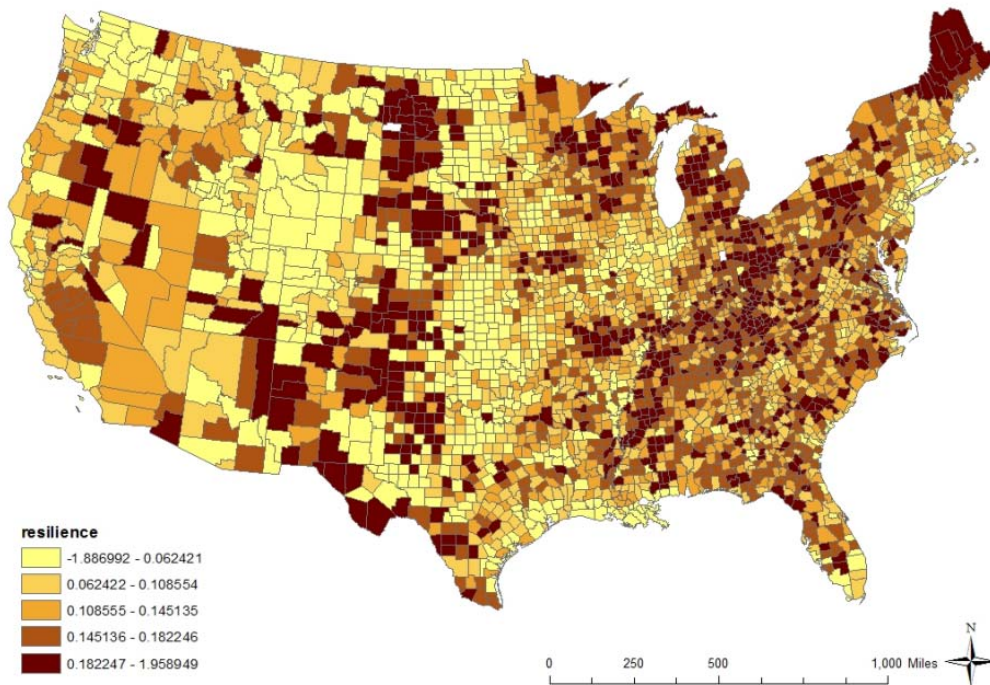 resilience
-1.886992 - 0.062421
0.062422 - 0.108554
0.108555 - 0.145135
0.145136 - 0.182246
0.182247 - 1.958949
0 250 500 1,000 Miles
N